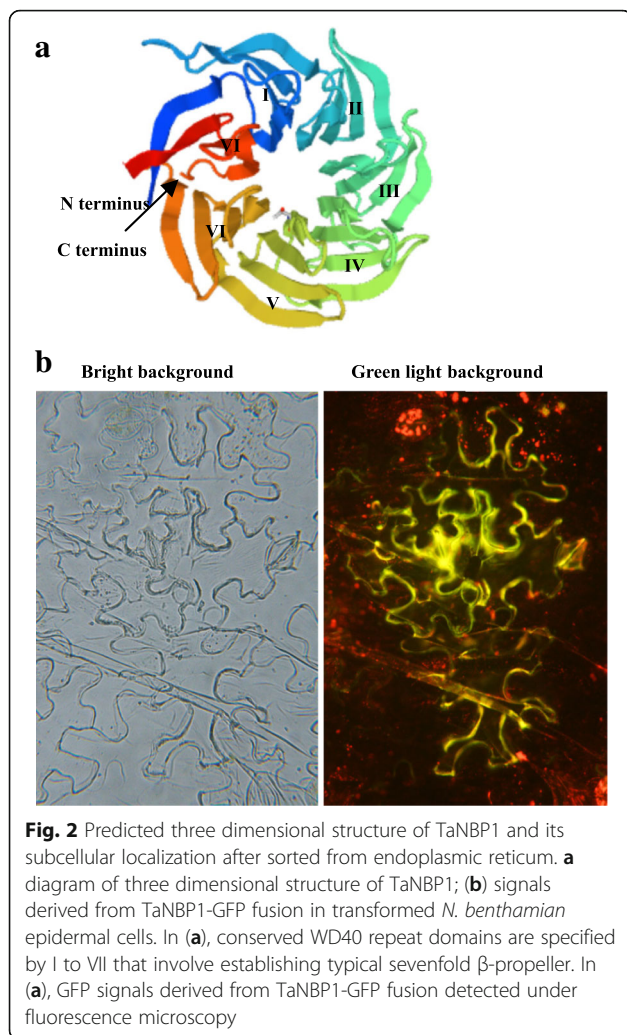 a
I
II
VI
III
N terminus
C terminus
VI
IV
V
b
Bright background
Green light background
Fig. 2 Predicted three dimensional structure of TaNBP1 and its
subcellular localization after sorted from endoplasmic reticum. a
diagram of three dimensional structure of TaNBP1; (b) signals
derived from TaNBP1-GFP fusion in transformed N. benthamian
epidermal cells. In (a), conserved WD40 repeat domains are specified
by I to VII that involve establishing typical sevenfold β-propeller. In
(a), GFP signals derived from TaNBP1-GFP fusion detected under
fluorescence microscopy